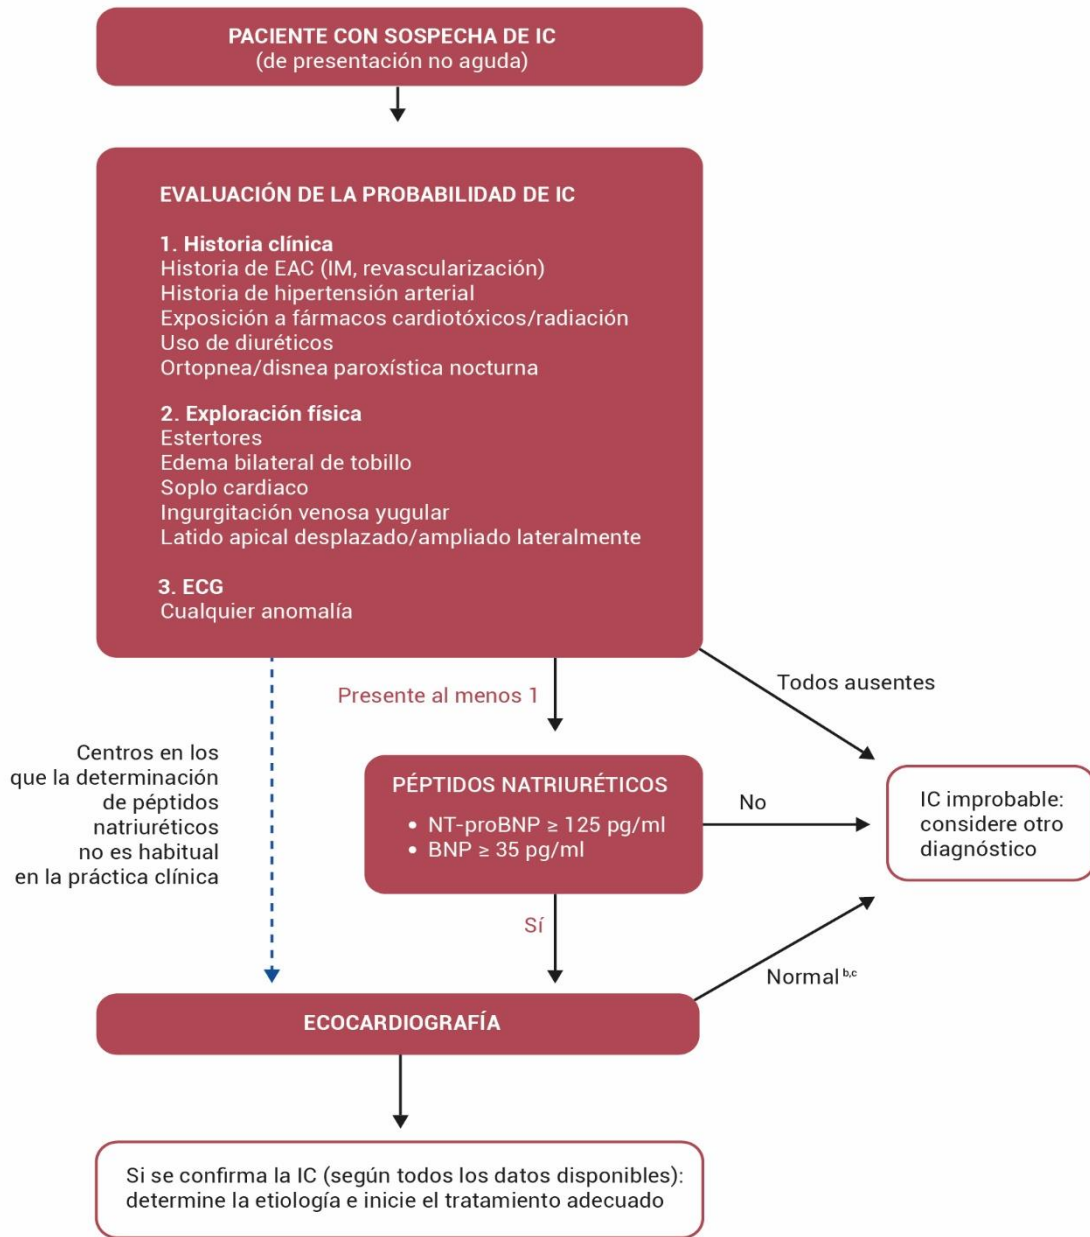 PACIENTE CON SOSPECHA DE IC
(de presentación no aguda)
EVALUACIÓN DE LA PROBABILIDAD DE IC
1. Historia clínica
Historia de EAC (IM, revascularización)
Historia de hipertensión arterial
Exposición a fármacos cardiotóxicos/radiación
Uso de diuréticos
Ortopnea/disnea paroxística nocturna
2. Exploración física
Estertores
Edema bilateral de tobillo
Soplo cardiaco
Ingurgitación venosa yugular
Latido apical desplazado/ampliado lateralmente
3. ECG
Cualquier anomalía
Presente al menos 1
Todos ausentes
Centros en los
que la determinación
de péptidos
natriuréticos
no es habitual
en la práctica clínica
PÉPTIDOS NATRIURÉTICOS
• NT-proBNP ≥ 125 pg/ml
• BNP ≥ 35 pg/ml
No
IC improbable:
considere otro
diagnóstico
Sí
Normal b,c
ECOCARDIOGRAFÍA
Si se confirma la IC (según todos los datos disponibles):
determine la etiología e inicie el tratamiento adecuado